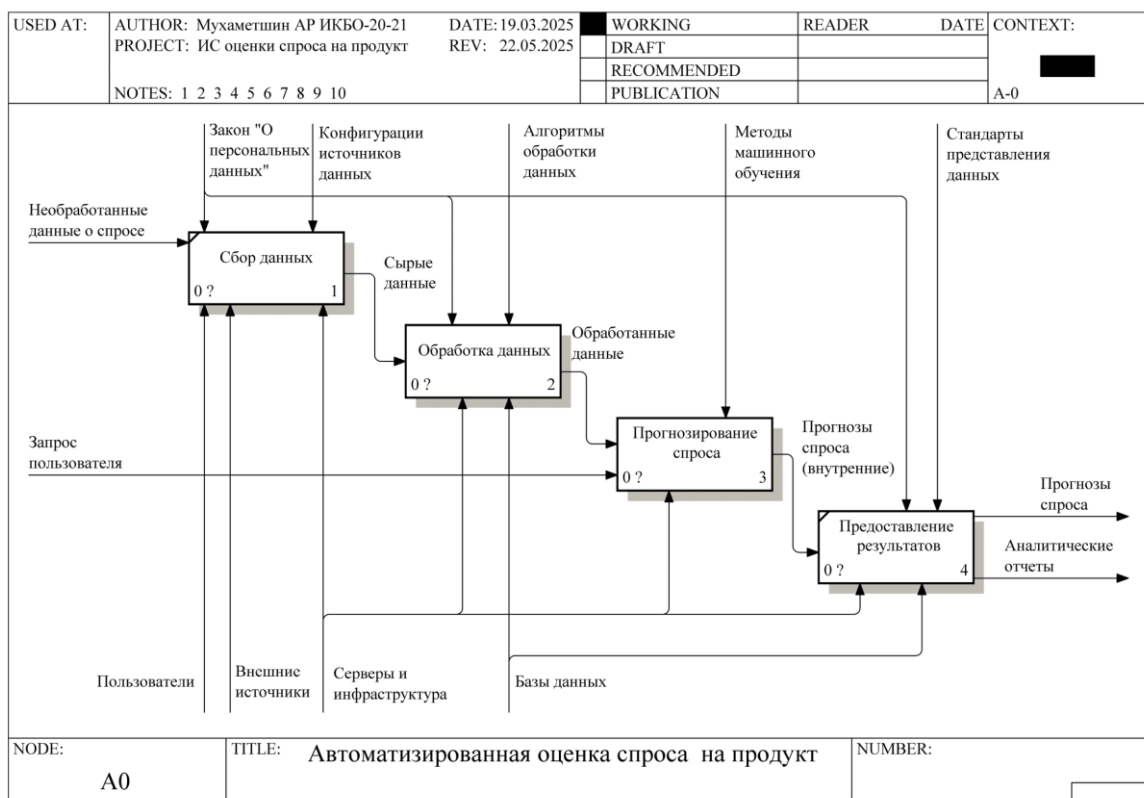 USED AT:
AUTHOR: Мухаметшин АР ИКБО-20-21
DATE: 19.03.2025
PROJECT: ИС оценки спроса на продукт
REV: 22.05.2025
NOTES: 1 2 3 4 5 6 7 8 9 10
WORKING
DRAFT
RECOMMENDED
PUBLICATION
READER
DATE
CONTEXT:
A-0
Закон "О
персональных
данных"
Конфигурации
источников
данных
Алгоритмы
обработки
данных
Методы
машинного
обучения
Стандарты
представления
данных
Необработанные
данные о спросе
Сбор данных
0 ?
1
Сырые
данные
Обработка данных
0 ?
2
Обработанные
данные
Запрос
пользователя
Прогнозирование
спроса
0 ?
3
Прогнозы
спроса
(внутренние)
Предоставление
результатов
0 ?
4
Прогнозы
спроса
Аналитические
отчеты
Пользователи
Внешние
источники
Серверы и
инфраструктура
Базы данных
NODE:
A0
TITLE:
Автоматизированная оценка спроса на продукт
NUMBER: